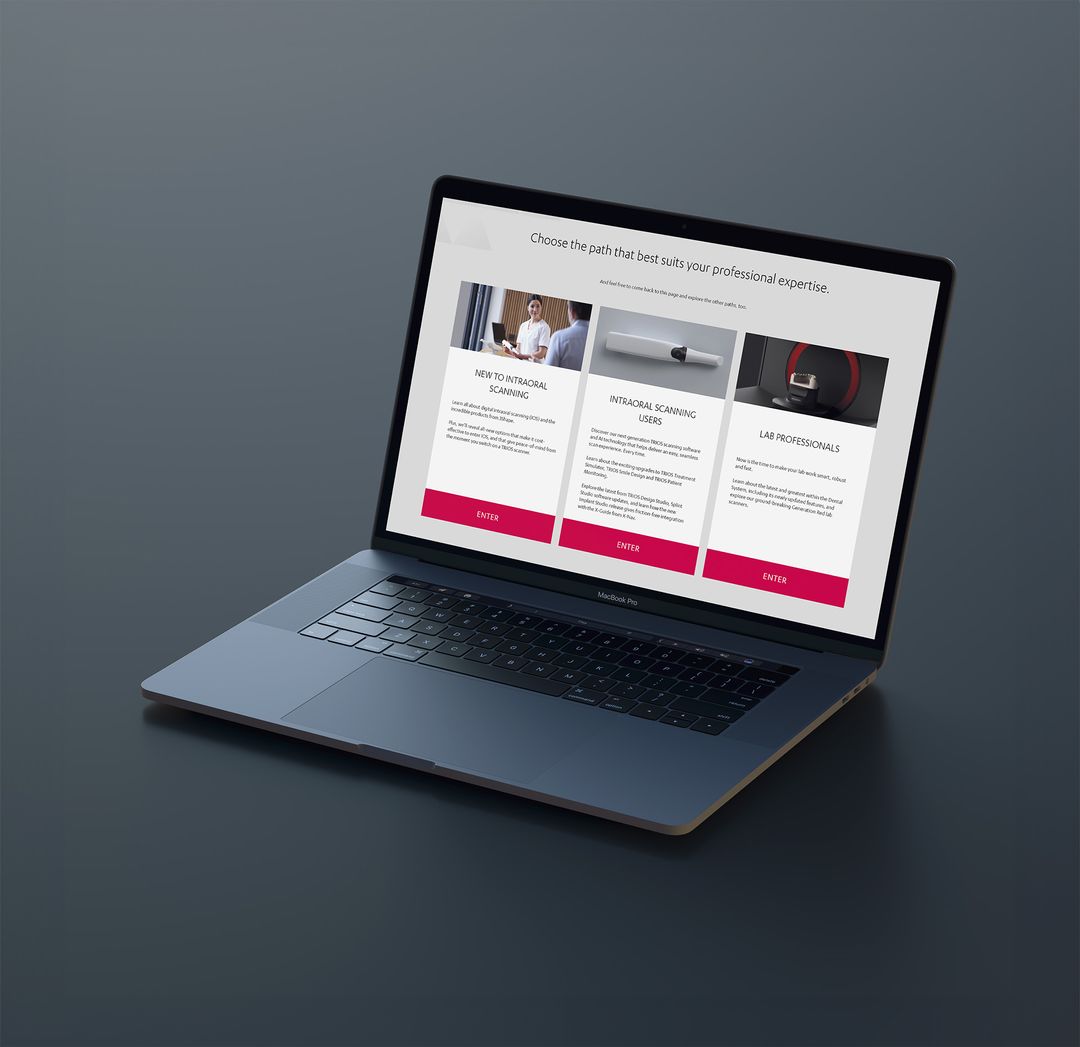 Choose the path that best suits your professional expertise.
And feel free to come back to this page and explore the other paths, too.
NEW TO INTRAORAL
SCANNING
Learn all about digital intraoral scanning (IOS) and the
incredible products from 3Shape.
Plus, we'll reveal all-new options that make it cost-
effective to enter IOS, and that give peace-of-mind from
the moment you switch on a TRIOS scanner.
ENTER
INTRAORAL SCANNING
USERS
Discover our next-generation TRIOS scanning software
and AI technology that helps deliver an easy, seamless
scan experience. Every time.
Learn about the exciting upgrades to TRIOS Treatment
Simulator, TRIOS Smile Design and TRIOS Patient
Monitoring.
Explore the latest from TRIOS Design Studio, Splint
Studio software updates, and learn how the new
Implant Studio release gives friction-free integration
with the X-Guide from X-Nav.
ENTER
LAB PROFESSIONALS
Now is the time to make your lab work smart, robust
and fast.
Learn about the latest and greatest within the Dental
System, including its newly updated features, and
explore our ground-breaking Generation Red lab
scanners.
ENTER
MacBook Pro
command
option
return
shift